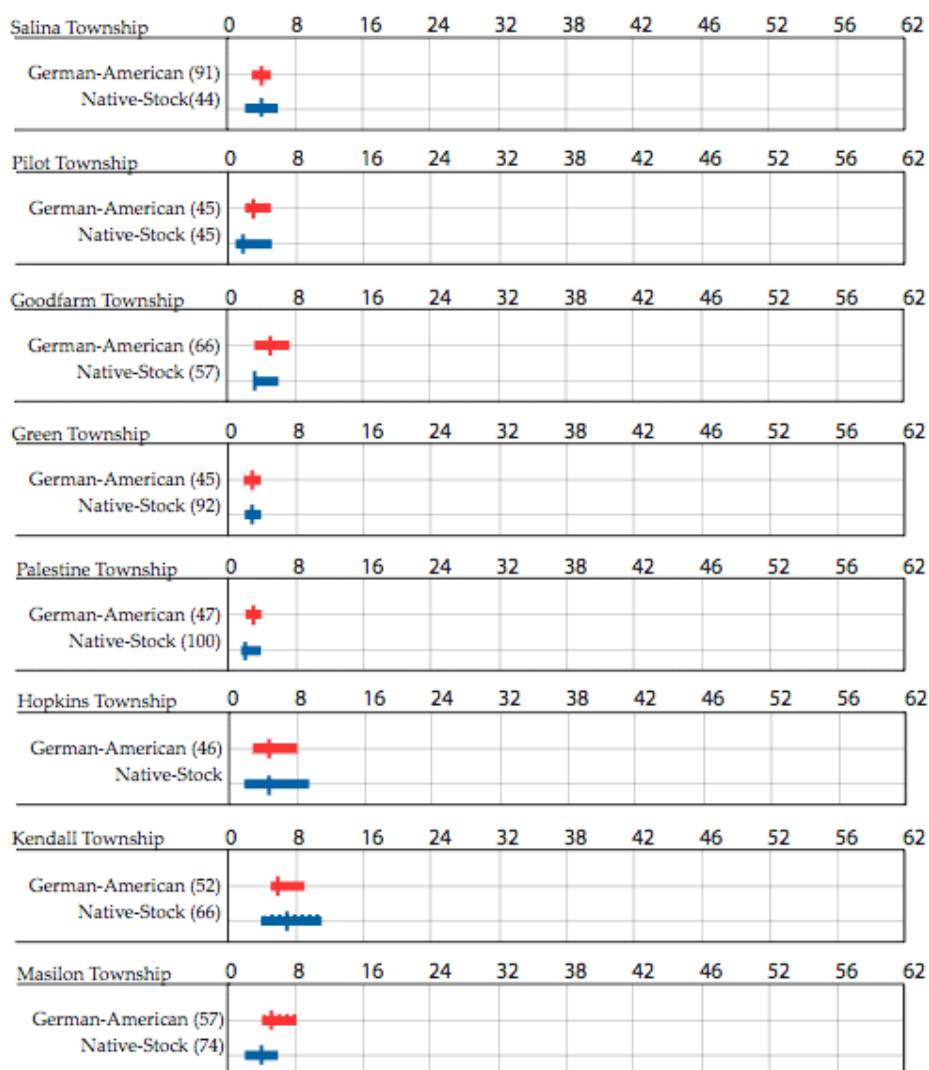 Salina Township 0 8 16 24 32 38 42 46 52 56 62
German-American (91)
Native-Stock(44)
Pilot Township 0 8 16 24 32 38 42 46 52 56 62
German-American (45)
Native-Stock (45)
Goodfarm Township 0 8 16 24 32 38 42 46 52 56 62
German-American (66)
Native-Stock (57)
Green Township 0 8 16 24 32 38 42 46 52 56 62
German-American (45)
Native-Stock (92)
Palestine Township 0 8 16 24 32 38 42 46 52 56 62
German-American (47)
Native-Stock (100)
Hopkins Township 0 8 16 24 32 38 42 46 52 56 62
German-American (46)
Native-Stock
Kendall Township 0 8 16 24 32 38 42 46 52 56 62
German-American (52)
Native-Stock (66)
Masilon Township 0 8 16 24 32 38 42 46 52 56 62
German-American (57)
Native-Stock (74)